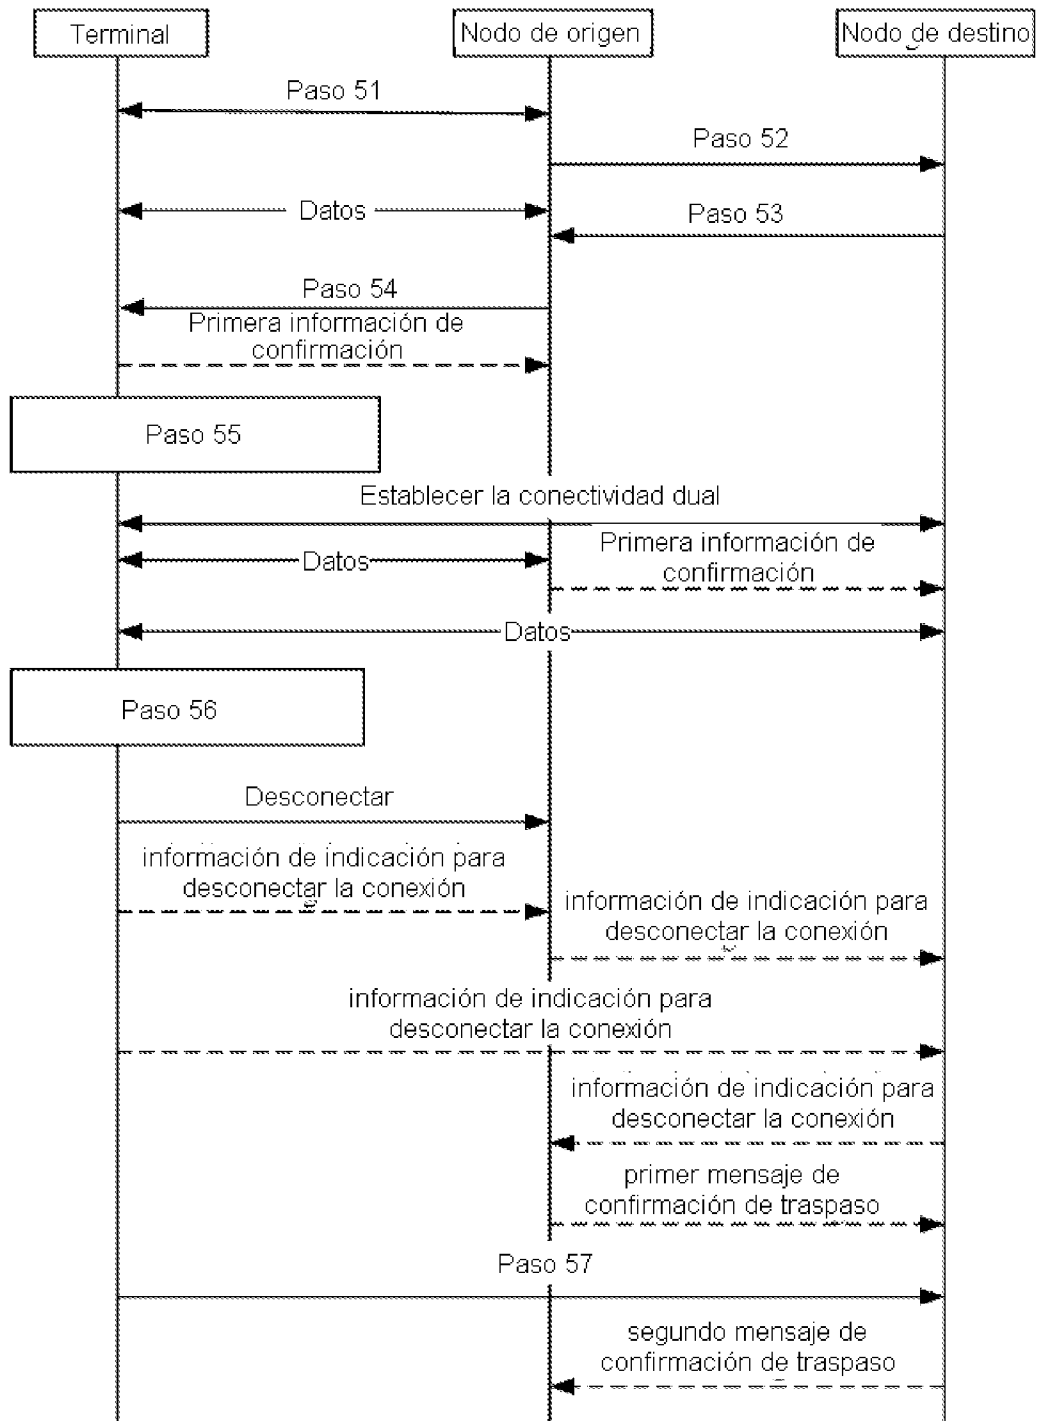 Terminal
Nodo de origen
Nodo de destino
Paso 51
Paso 52
Datos
Paso 53
Paso 54
Primera información de
confirmación
Paso 55
Establecer la conectividad dual
Primera información de
confirmación
Datos
Datos
Paso 56
Desconectar
información de indicación para
desconectar la conexión
información de indicación para
desconectar la conexión
información de indicación para
desconectar la conexión
información de indicación para
desconectar la conexión
primer mensaje de
confirmación de traspaso
Paso 57
segundo mensaje de
confirmación de traspaso